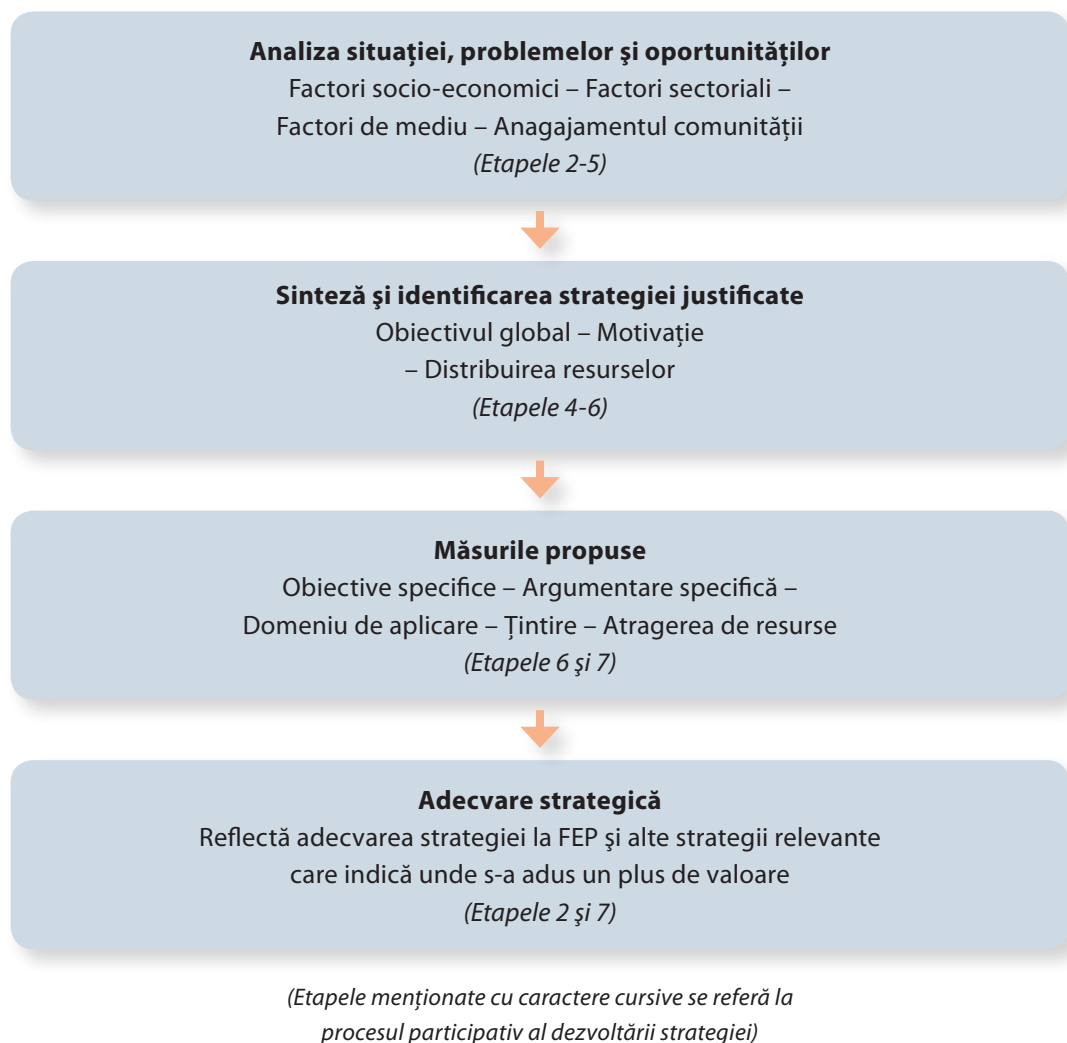 Analiza situației, problemelor şi oportunităților
Factori socio-economici – Factori sectoriali –
Factori de mediu – Anagajamentul comunității
(Etapele 2-5)
Sinteză şi identificarea strategiei justificate
Obiectivul global – Motivație
– Distribuirea resurselor
(Etapele 4-6)
Măsurile propuse
Obiective specifice – Argumentare specifică –
Domeniu de aplicare – Țintire – Atragerea de resurse
(Etapele 6 şi 7)
Adecvare strategică
Reflectă adecvarea strategiei la FEP şi alte strategii relevante
care indică unde s-a adus un plus de valoare
(Etapele 2 şi 7)
(Etapele menționate cu caractere cursive se referă la
procesul participativ al dezvoltării strategiei)